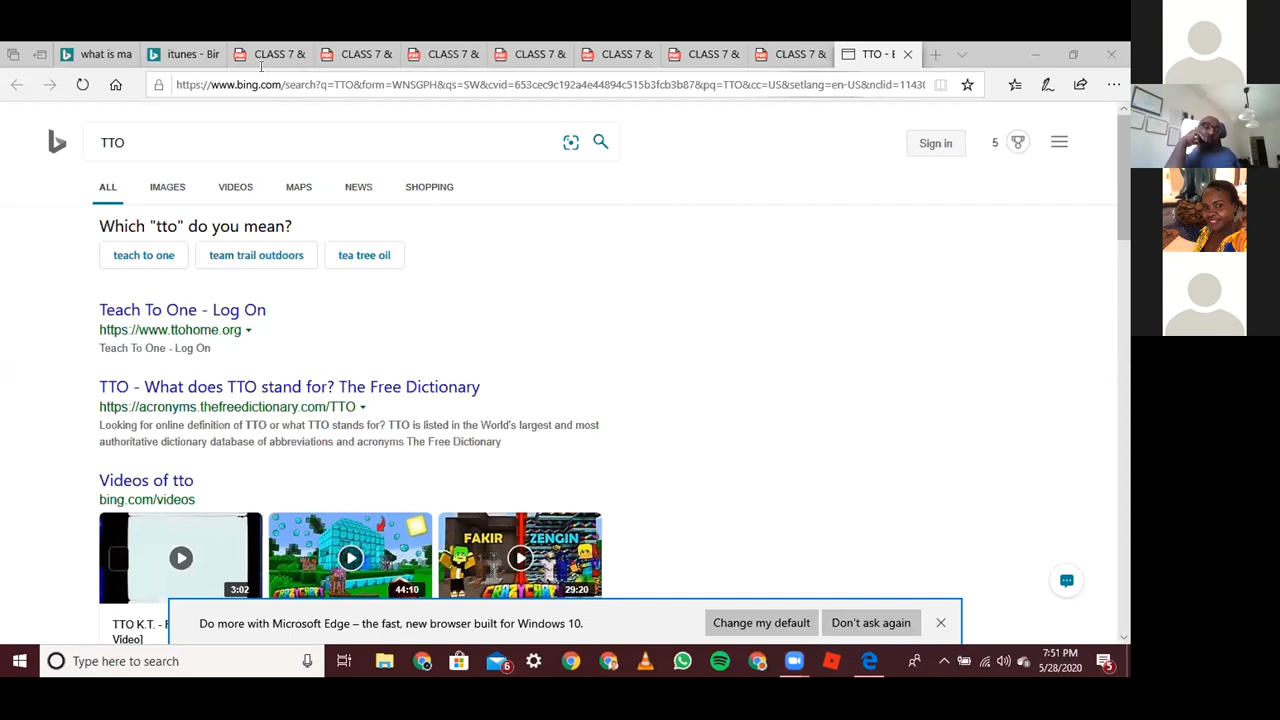 what is ma
itunes - Bir
CLASS 7 &
CLASS 7 &
CLASS 7 &
CLASS 7 &
CLASS 7 &
CLASS 7 &
CLASS 7 &
TTO - E
https://www.bing.com/search?q=TTO&form=WNSGPH&qs=SW&cvid=653cec9c192a4e44894c515b3fcb3b87&pq=TTO&cc=US&setlang=en-US&nclid=11430
TTO
Sign in
5
ALL IMAGES VIDEOS MAPS NEWS SHOPPING
Which "tto" do you mean?
teach to one team trail outdoors tea tree oil
Teach To One - Log On
https://www.ttohome.org
Teach To One - Log On
TTO - What does TTO stand for? The Free Dictionary
https://acronyms.thefreedictionary.com/TTO
Looking for online definition of TTO or what TTO stands for? TTO is listed in the World's largest and most
authoritative dictionary database of abbreviations and acronyms The Free Dictionary
Videos of tto
bing.com/videos
FAKIR ZENGIN
CRAZYCRAFT CRAZYCRAFT
3:02 44:10 29:20
TTO K.T. - F
Video]
Do more with Microsoft Edge – the fast, new browser built for Windows 10.
Change my default Don't ask again
Type here to search
6
7:51 PM
5/28/2020
5